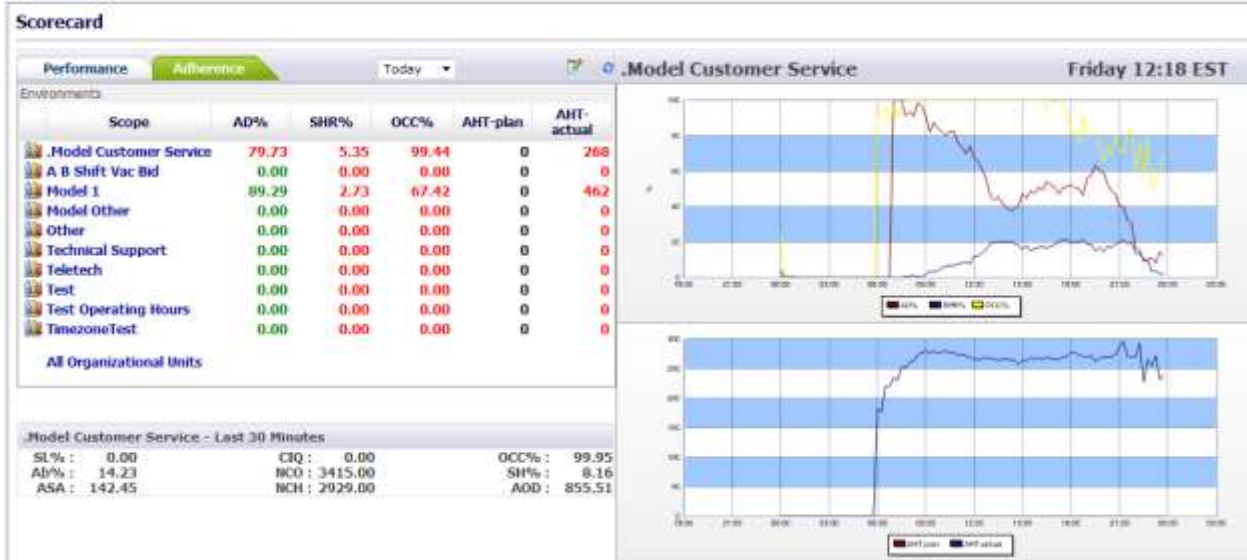 Scorecard
Performance Adherence Today
Environments
Scope AD% SHR% OCC% AHT-plan AHT-actual
.Model Customer Service 79.73 5.35 99.44 0 268
A B Shift Vac Bid 0.00 0.00 0.00 0 0
Model 1 89.29 2.73 67.42 0 462
Model Other 0.00 0.00 0.00 0 0
Other 0.00 0.00 0.00 0 0
Technical Support 0.00 0.00 0.00 0 0
Teletech 0.00 0.00 0.00 0 0
Test 0.00 0.00 0.00 0 0
Test Operating Hours 0.00 0.00 0.00 0 0
TimezoneTest 0.00 0.00 0.00 0 0
All Organizational Units
.Model Customer Service - Last 30 Minutes
SL% : 0.00 CIQ : 0.00 OCC% : 99.95
Ab% : 14.23 NCO : 3415.00 SH% : 8.16
ASA : 142.45 NCH : 2929.00 AOD : 855.51
.Model Customer Service Friday 12:18 EST
AD% SHR% OCC%
AHT-plan AHT-actual